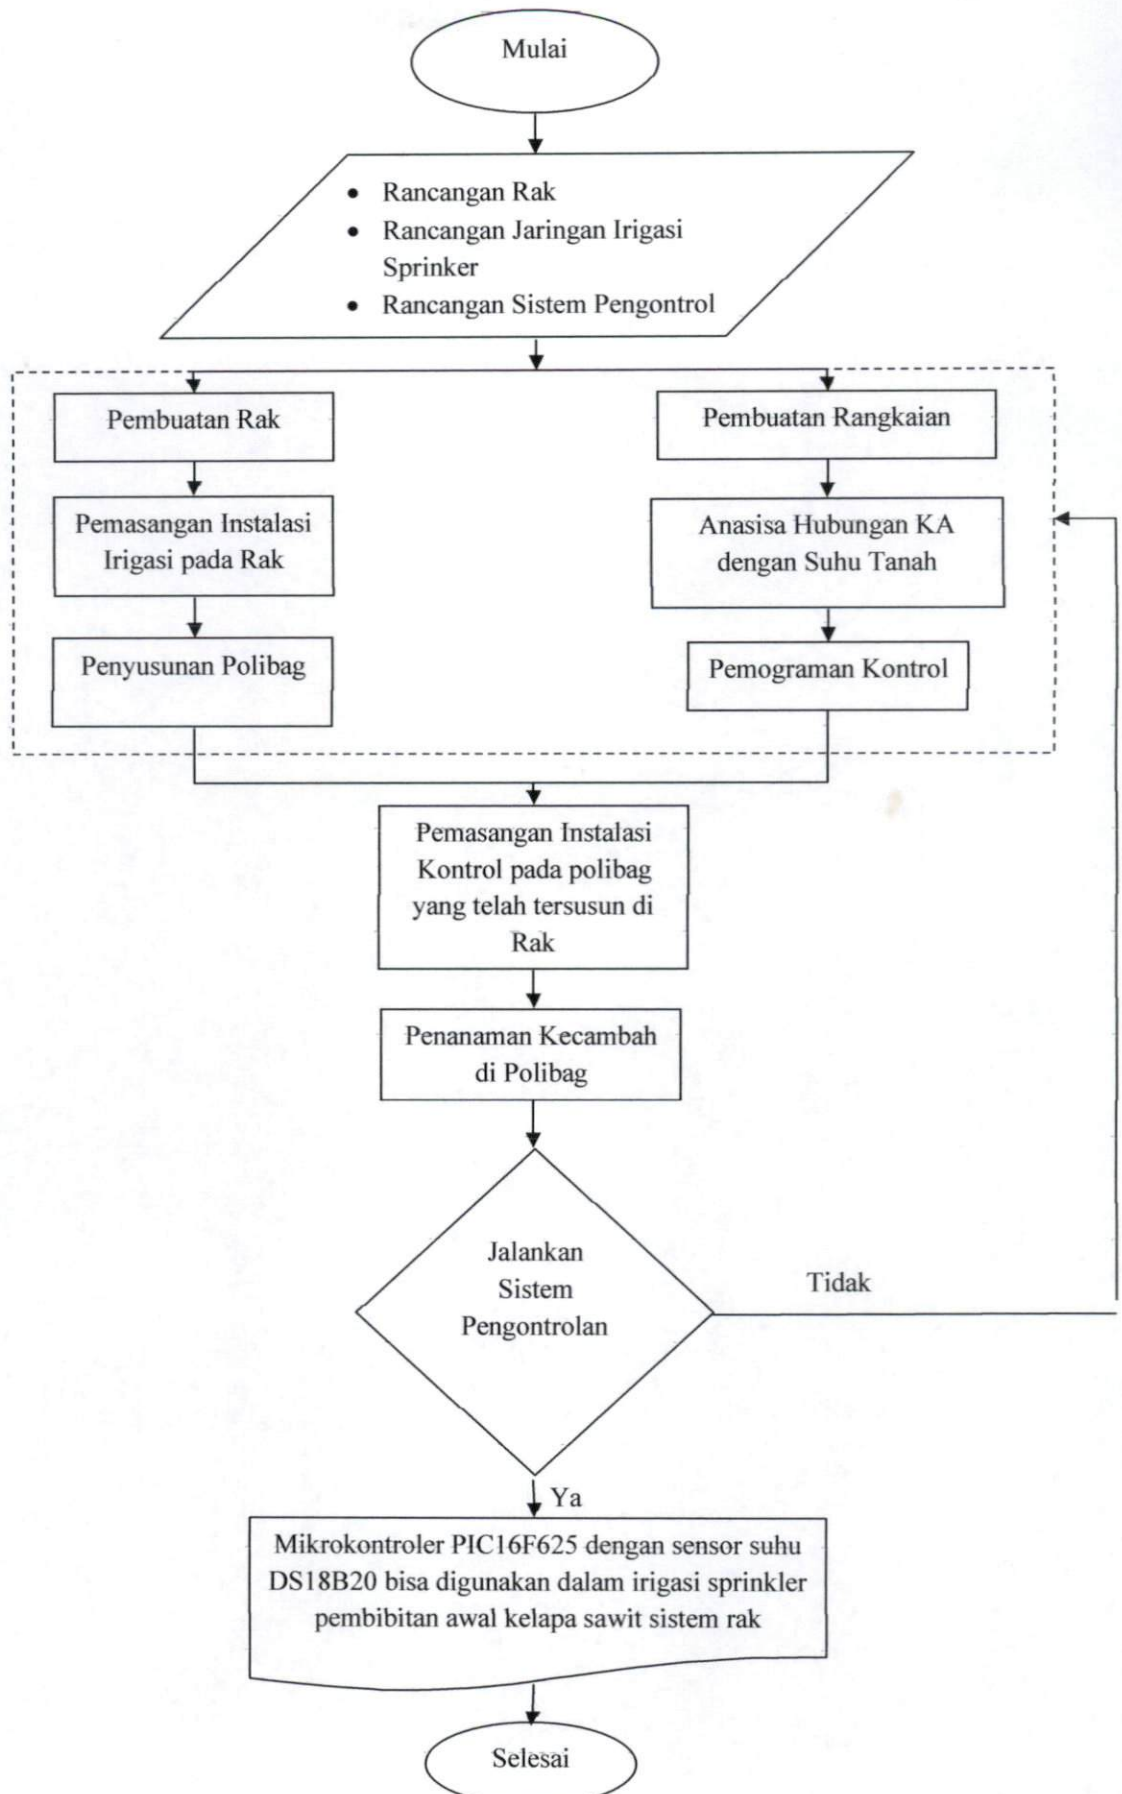 Mulai
• Rancangan Rak
• Rancangan Jaringan Irigasi
Sprinker
• Rancangan Sistem Pengontrol
Pembuatan Rak
Pemasangan Instalasi
Irigasi pada Rak
Penyusunan Polibag
Pembuatan Rangkaian
Anasisa Hubungan KA
dengan Suhu Tanah
Pemograman Kontrol
Pemasangan Instalasi
Kontrol pada polibag
yang telah tersusun di
Rak
Penanaman Kecambah
di Polibag
Jalankan
Sistem
Pengontrolan
Tidak
Ya
Mikrokontroler PIC16F625 dengan sensor suhu
DS18B20 bisa digunakan dalam irigasi sprinkler
pembibitan awal kelapa sawit sistem rak
Selesai